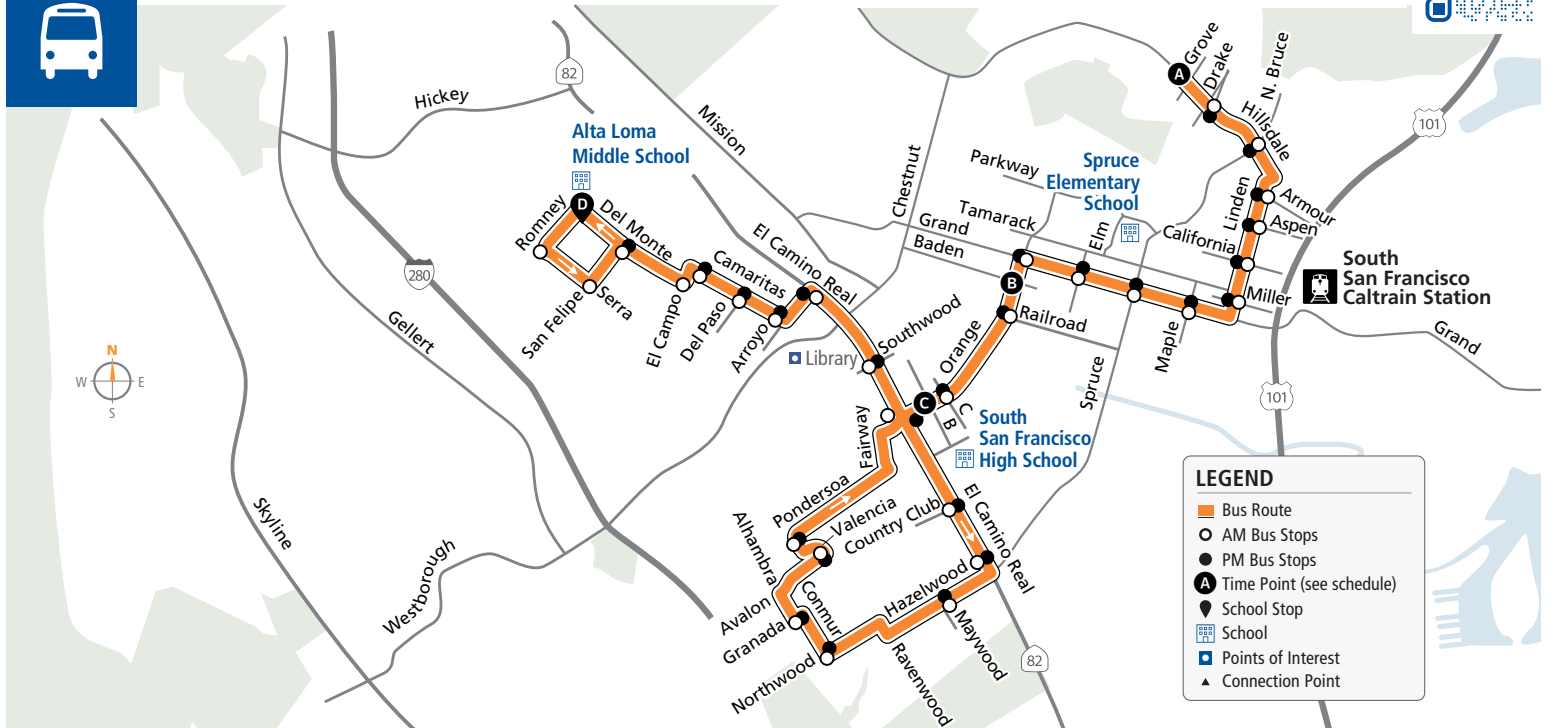 Grove
Drake
N. Bruce
Hillsdale
A
82
Hickey
Mission
101
Alta Loma
Middle School
Chestnut
Parkway
Spruce
Elementary
School
Linden
Armour
Aspen
California
Romney
D
Del Monte
Tamarack
Grand
Baden
Elm
El Camino Real
280
Camaritas
B
South
San Francisco
Caltrain Station
Miller
San Felipe
Serra
El Campo
Del Paso
Arroyo
Southwood
Orange
Railroad
Maple
Grand
Gellert
Library
Spruce
N
W
E
S
101
C
C
B
Fairway
South
San Francisco
High School
Pondersoa
Valencia
Country Club
El Camino Real
Skyline
Alhambra
Westborough
Avalon
Conmur
Hazelwood
Granada
Maywood
Northwood
Ravenwood
82
LEGEND
Bus Route
AM Bus Stops
PM Bus Stops
A Time Point (see schedule)
School Stop
School
Points of Interest
Connection Point